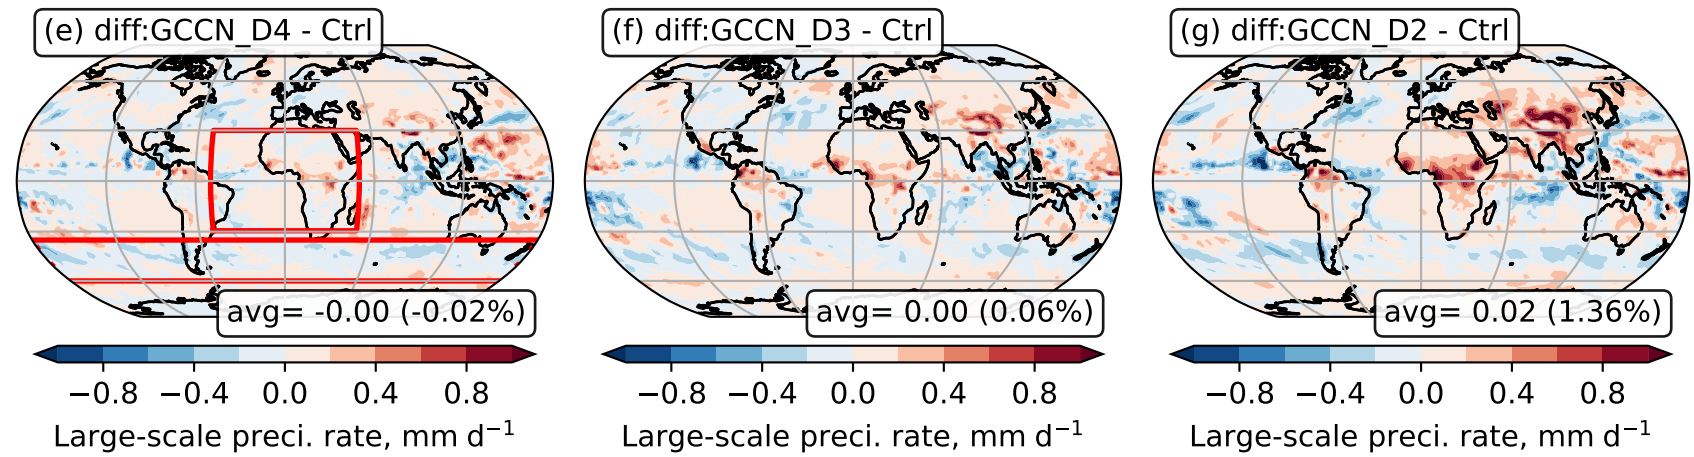 (e) diff:GCCN_D4 - Ctrl
avg= -0.00 (-0.02%)
−0.8 −0.4 0.0 0.4 0.8
Large-scale preci. rate, mm d⁻¹
(f) diff:GCCN_D3 - Ctrl
avg= 0.00 (0.06%)
−0.8 −0.4 0.0 0.4 0.8
Large-scale preci. rate, mm d⁻¹
(g) diff:GCCN_D2 - Ctrl
avg= 0.02 (1.36%)
−0.8 −0.4 0.0 0.4 0.8
Large-scale preci. rate, mm d⁻¹